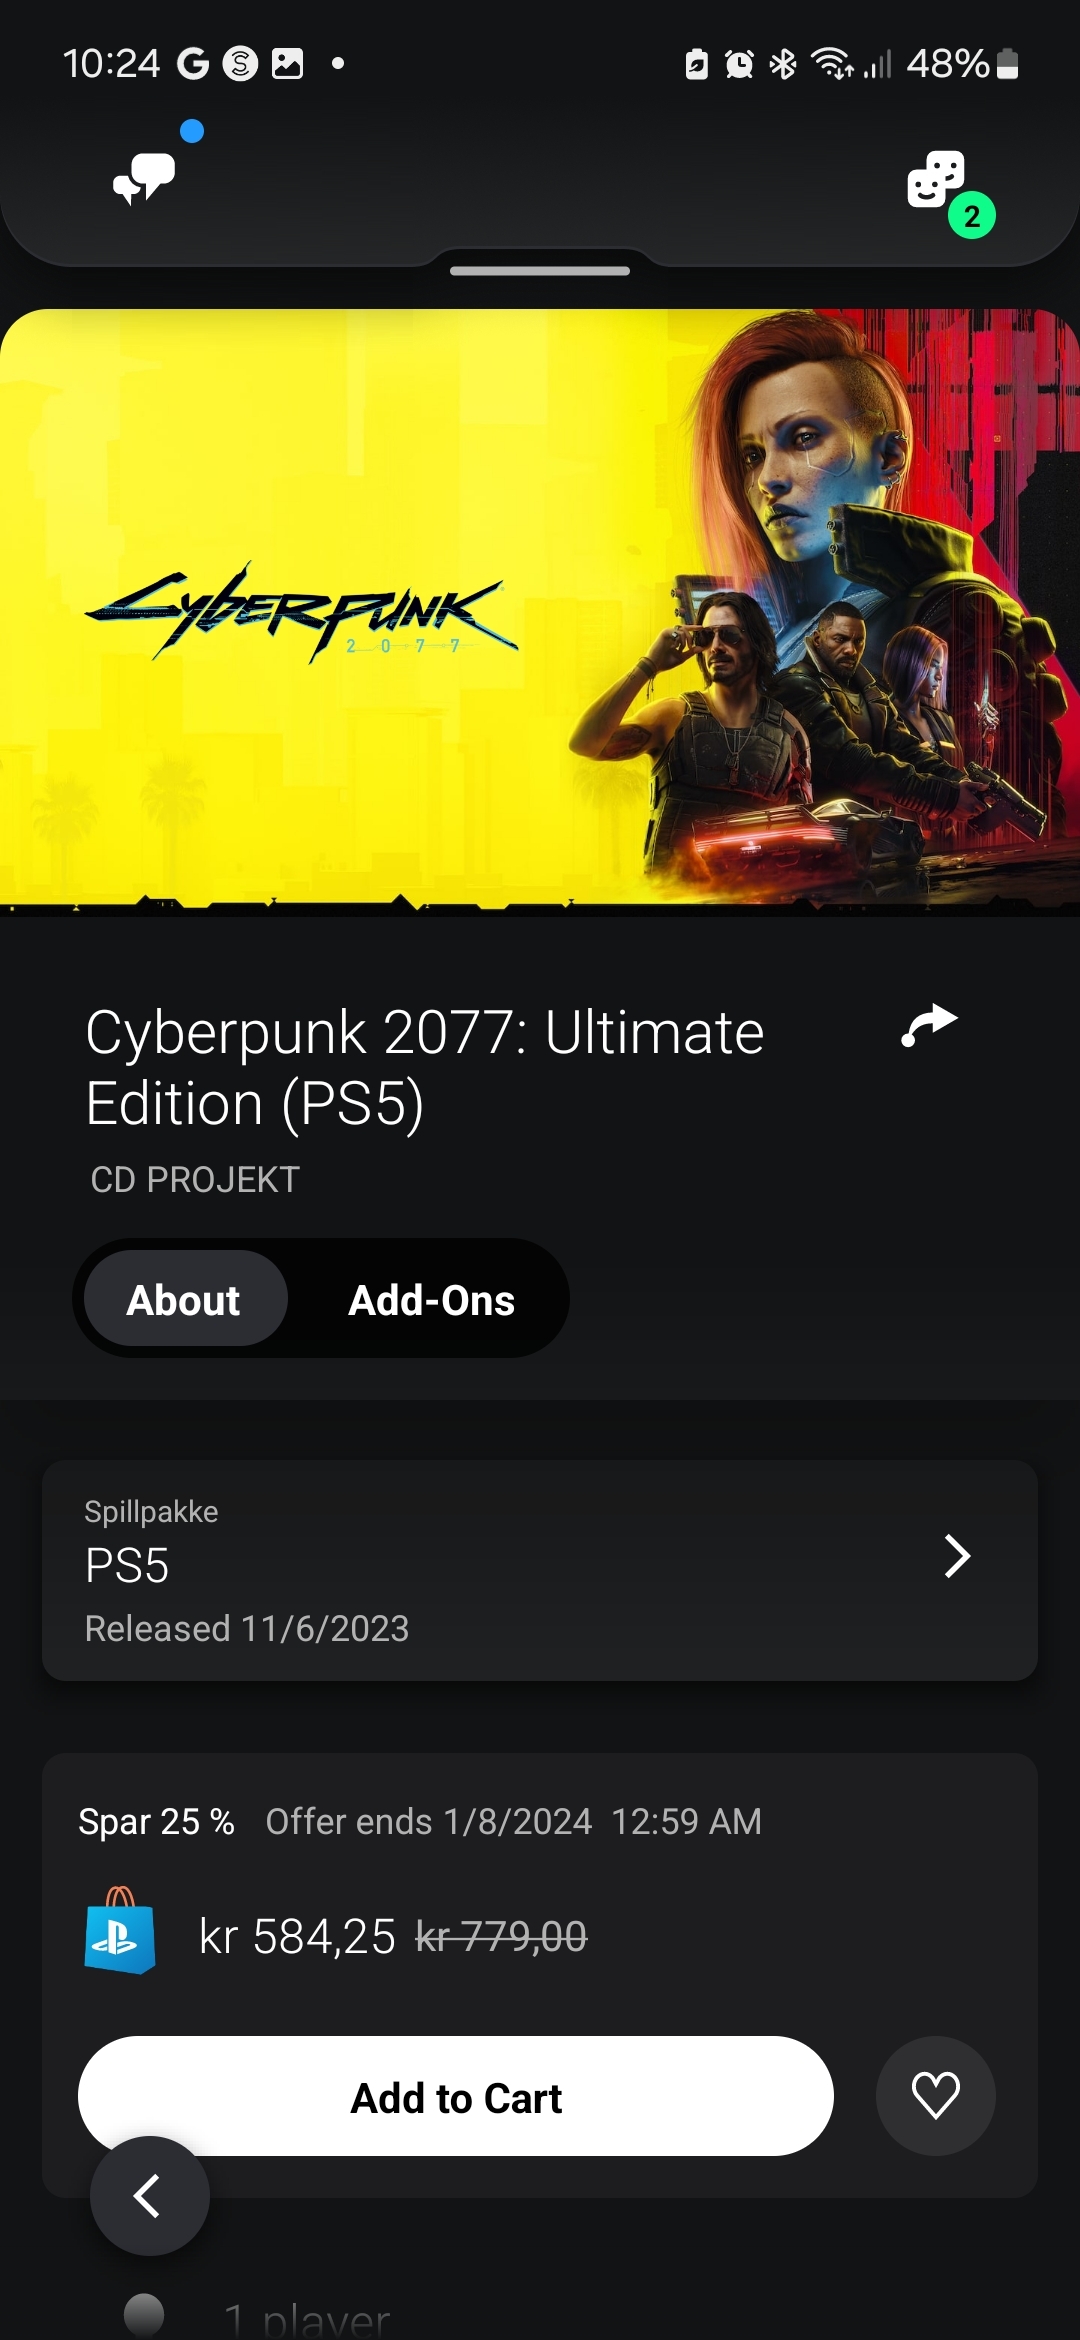 10:24
48%
2
CYBERPUNK
2077
Cyberpunk 2077: Ultimate
Edition (PS5)
CD PROJEKT
About
Add-Ons
Spillpakke
PS5
Released 11/6/2023
Spar 25 % Offer ends 1/8/2024 12:59 AM
kr 584,25 kr 779,00
Add to Cart
1 player